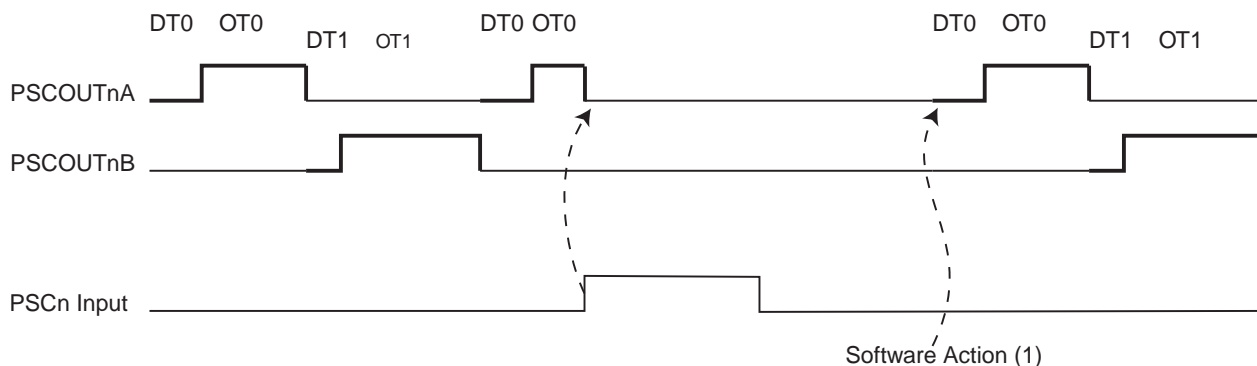 DT0 OT0 DT1 OT1 DT0 OT0 DT0 OT0 DT1 OT1
PSCOUTnA
PSCOUTnB
PSCn Input
Software Action (1)